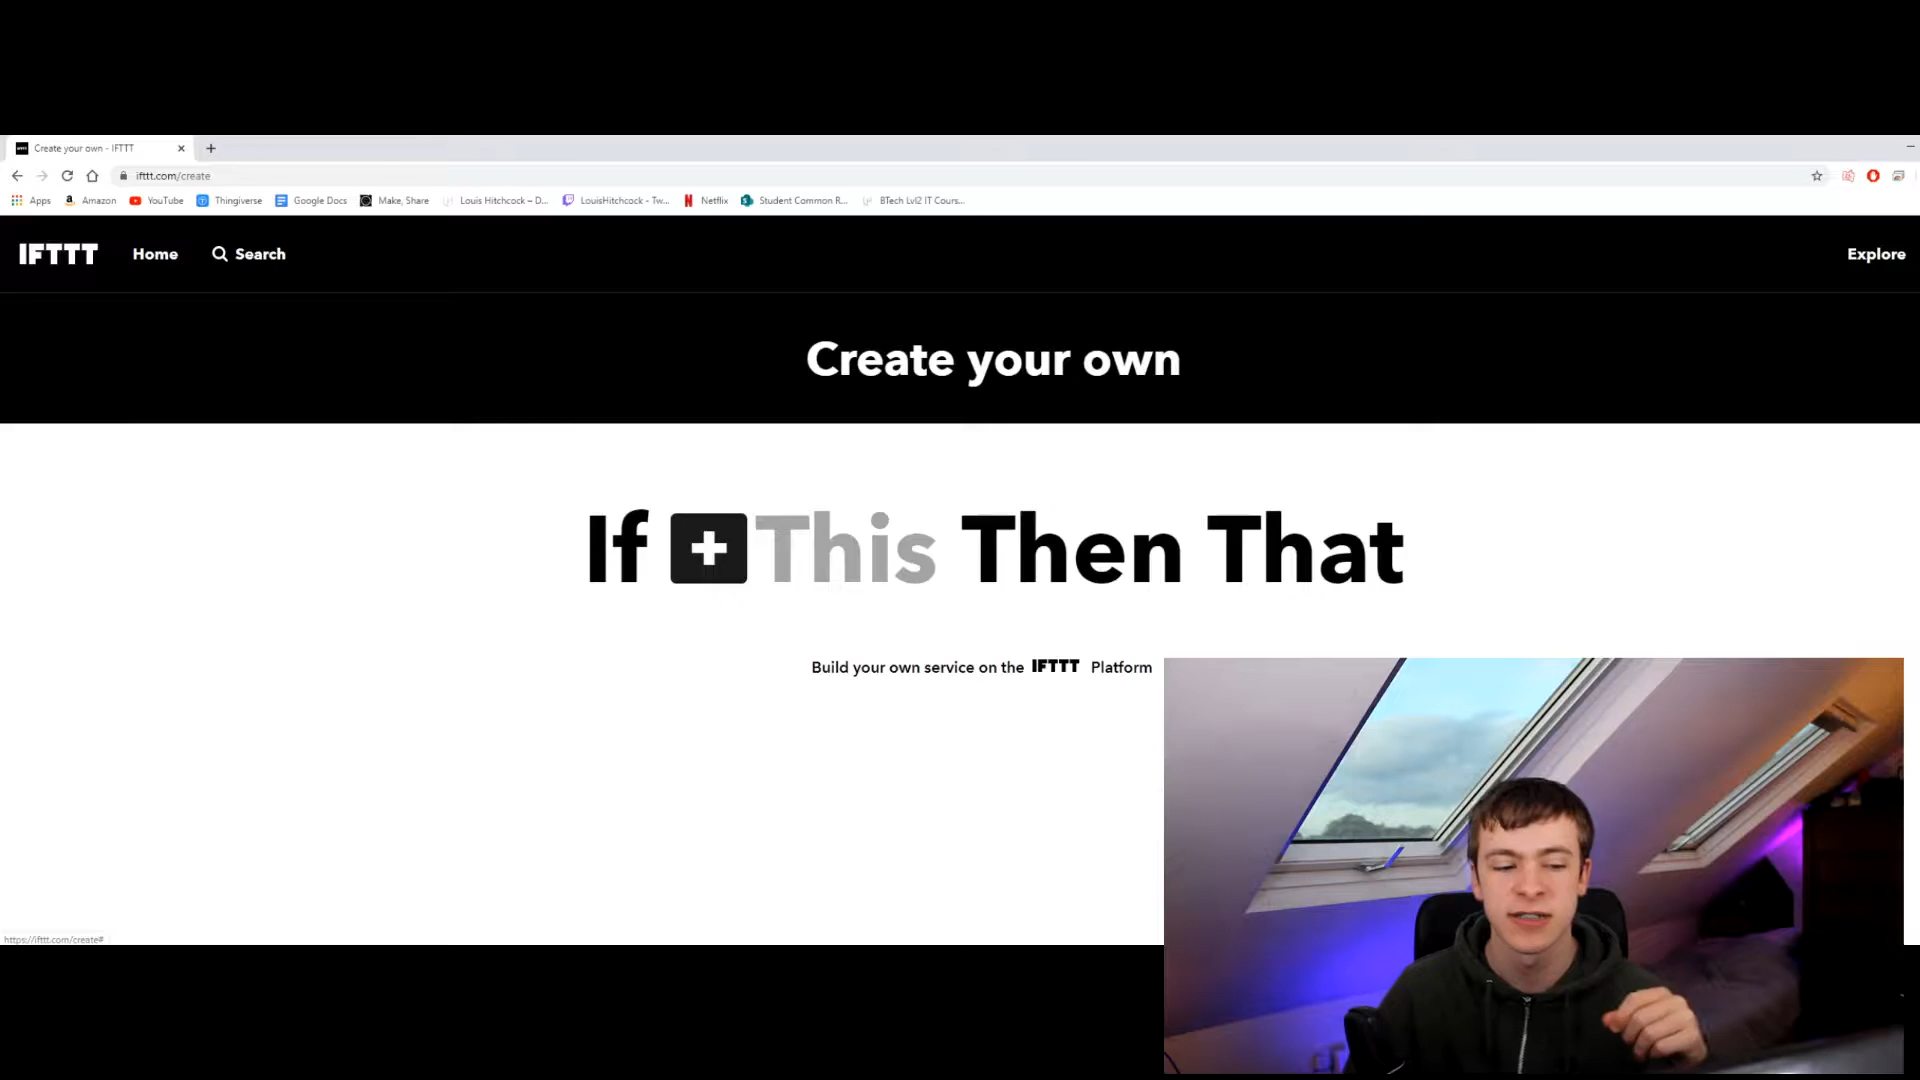 Create your own - IFTTT
ifttt.com/create
Apps Amazon YouTube Thingiverse Google Docs Make, Share Louis Hitchcock – D... LouisHitchcock - Tw... Netflix Student Common R... BTech Lvl2 IT Cours...
IFTTT Home Search Explore
Create your own
If This Then That
Build your own service on the IFTTT Platform
https://ifttt.com/create#